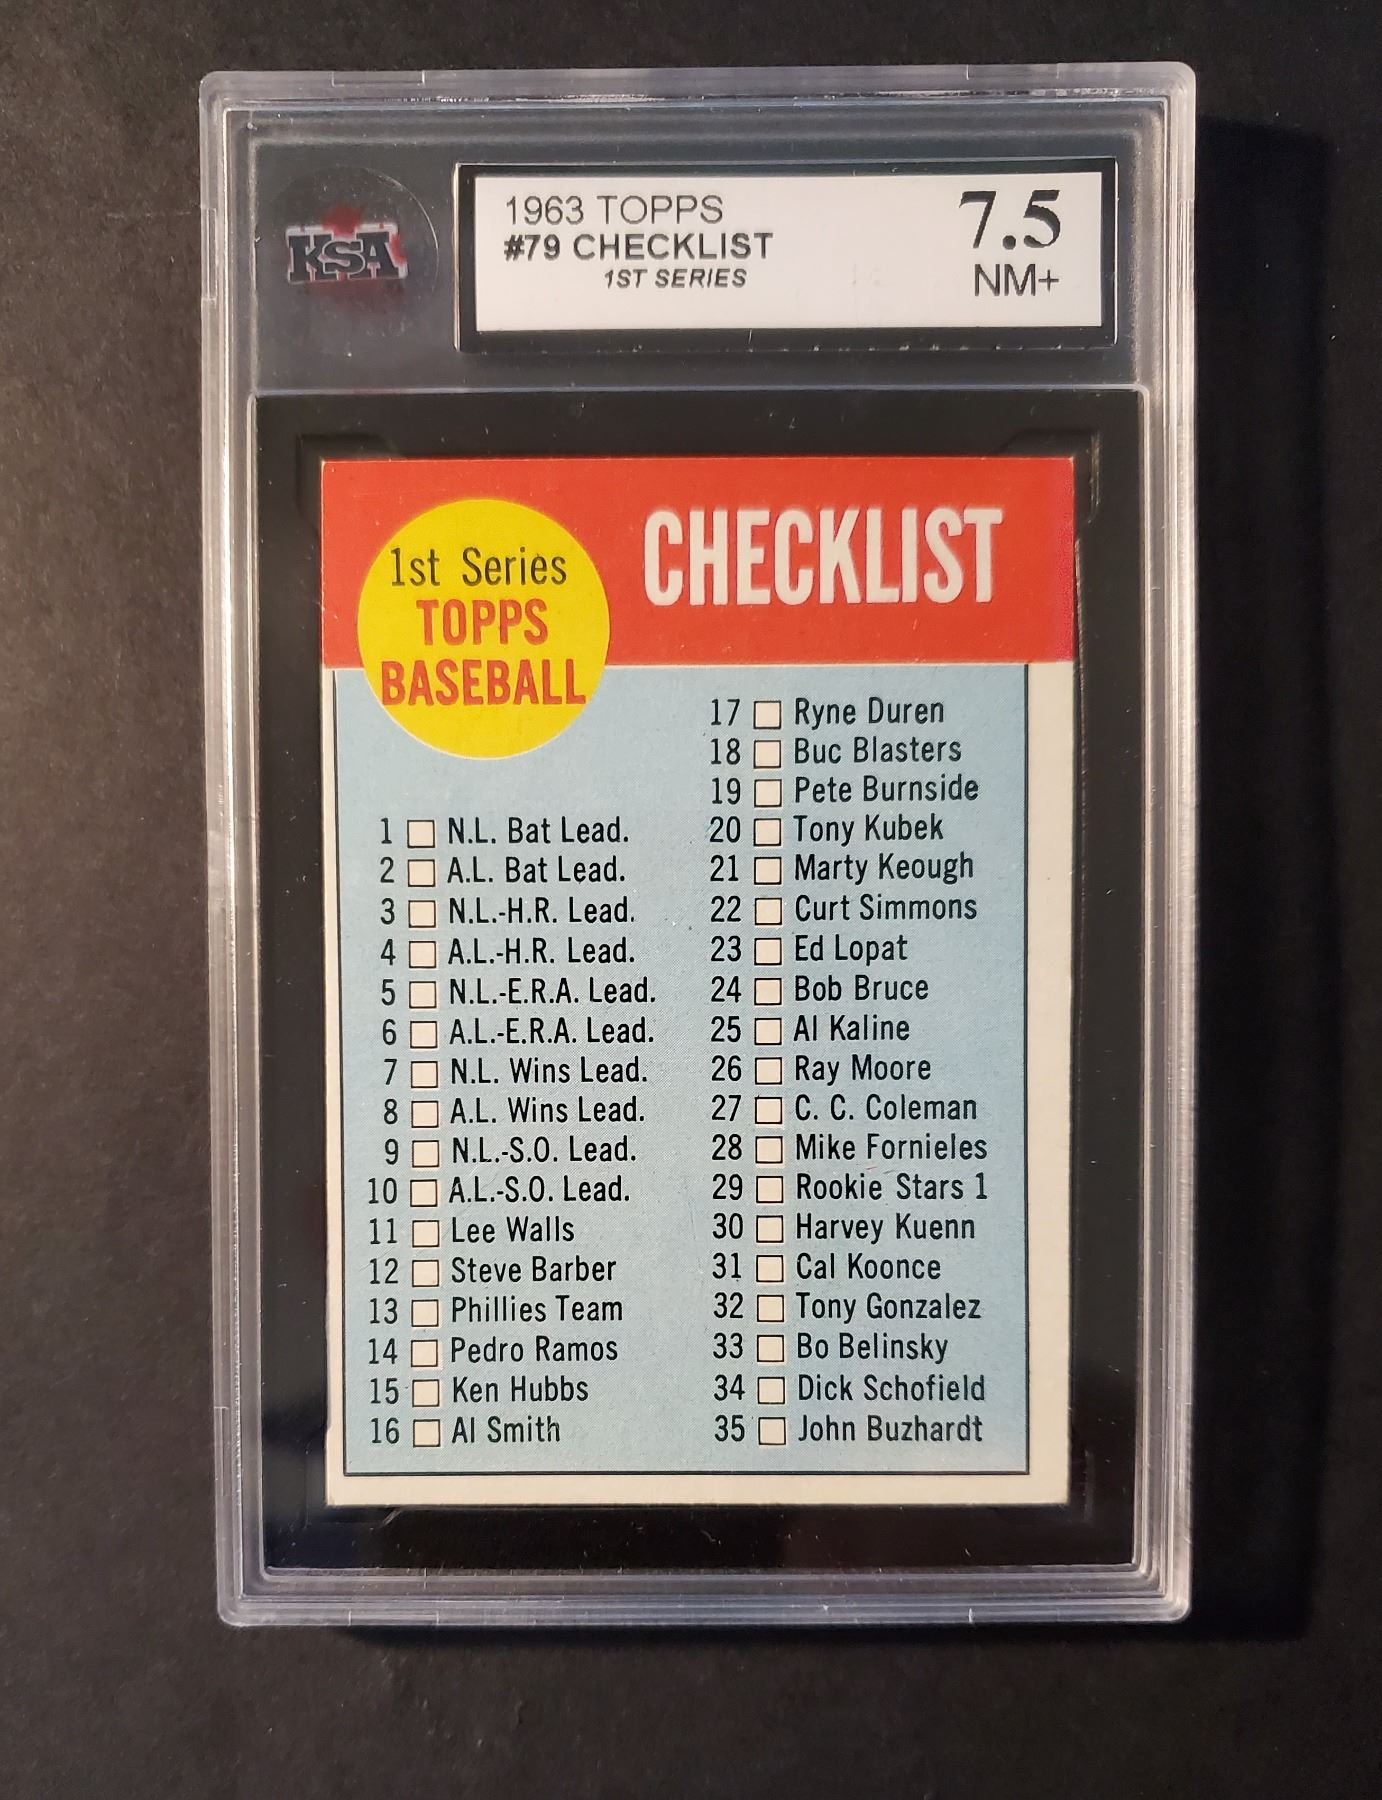 KSA
1963 TOPPS
#79 CHECKLIST
1ST SERIES
7.5
NM+
1st Series
TOPPS
BASEBALL
CHECKLIST
1 N.L. Bat Lead.
2 A.L. Bat Lead.
3 N.L.-H.R. Lead.
4 A.L.-H.R. Lead.
5 N.L.-E.R.A. Lead.
6 A.L.-E.R.A. Lead.
7 N.L. Wins Lead.
8 A.L. Wins Lead.
9 N.L.-S.O. Lead.
10 A.L.-S.O. Lead.
11 Lee Walls
12 Steve Barber
13 Phillies Team
14 Pedro Ramos
15 Ken Hubbs
16 Al Smith
17 Ryne Duren
18 Buc Blasters
19 Pete Burnside
20 Tony Kubek
21 Marty Keough
22 Curt Simmons
23 Ed Lopat
24 Bob Bruce
25 Al Kaline
26 Ray Moore
27 C. C. Coleman
28 Mike Fornieles
29 Rookie Stars 1
30 Harvey Kuenn
31 Cal Koonce
32 Tony Gonzalez
33 Bo Belinsky
34 Dick Schofield
35 John Buzhardt